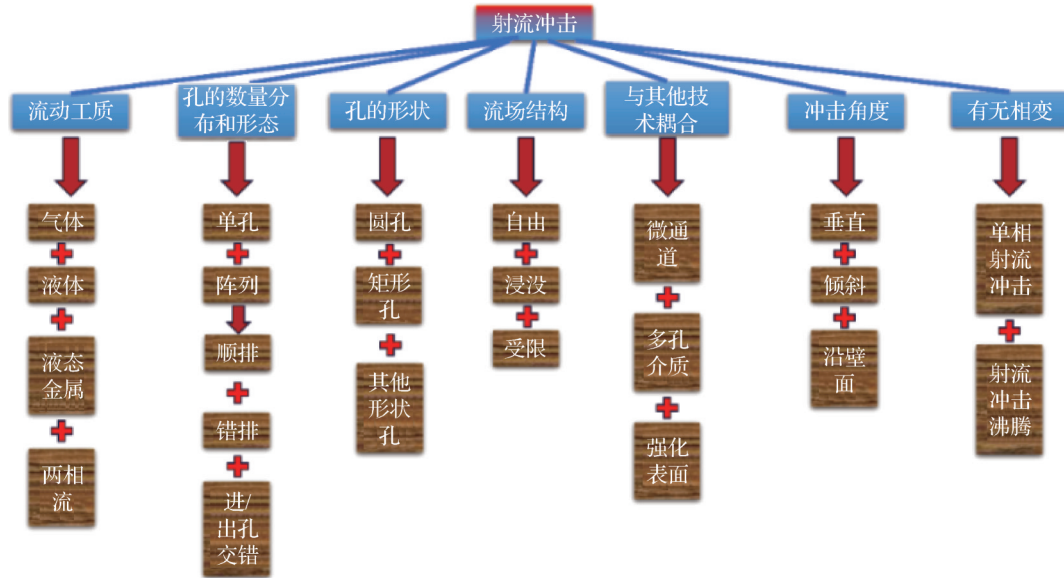 射流冲击
流动工质
孔的数量分
布和形态
孔的形状
流场结构
与其他技
术耦合
冲击角度
有无相变
气体
液体
液态
金属
两相
流
单孔
阵列
顺排
错排
进/
出孔
交错
圆孔
矩形
孔
其他
形状
孔
自由
浸没
受限
微通
道
多孔
介质
强化
表面
垂直
倾斜
沿壁
面
单相
射流
冲击
射流
冲击
沸腾